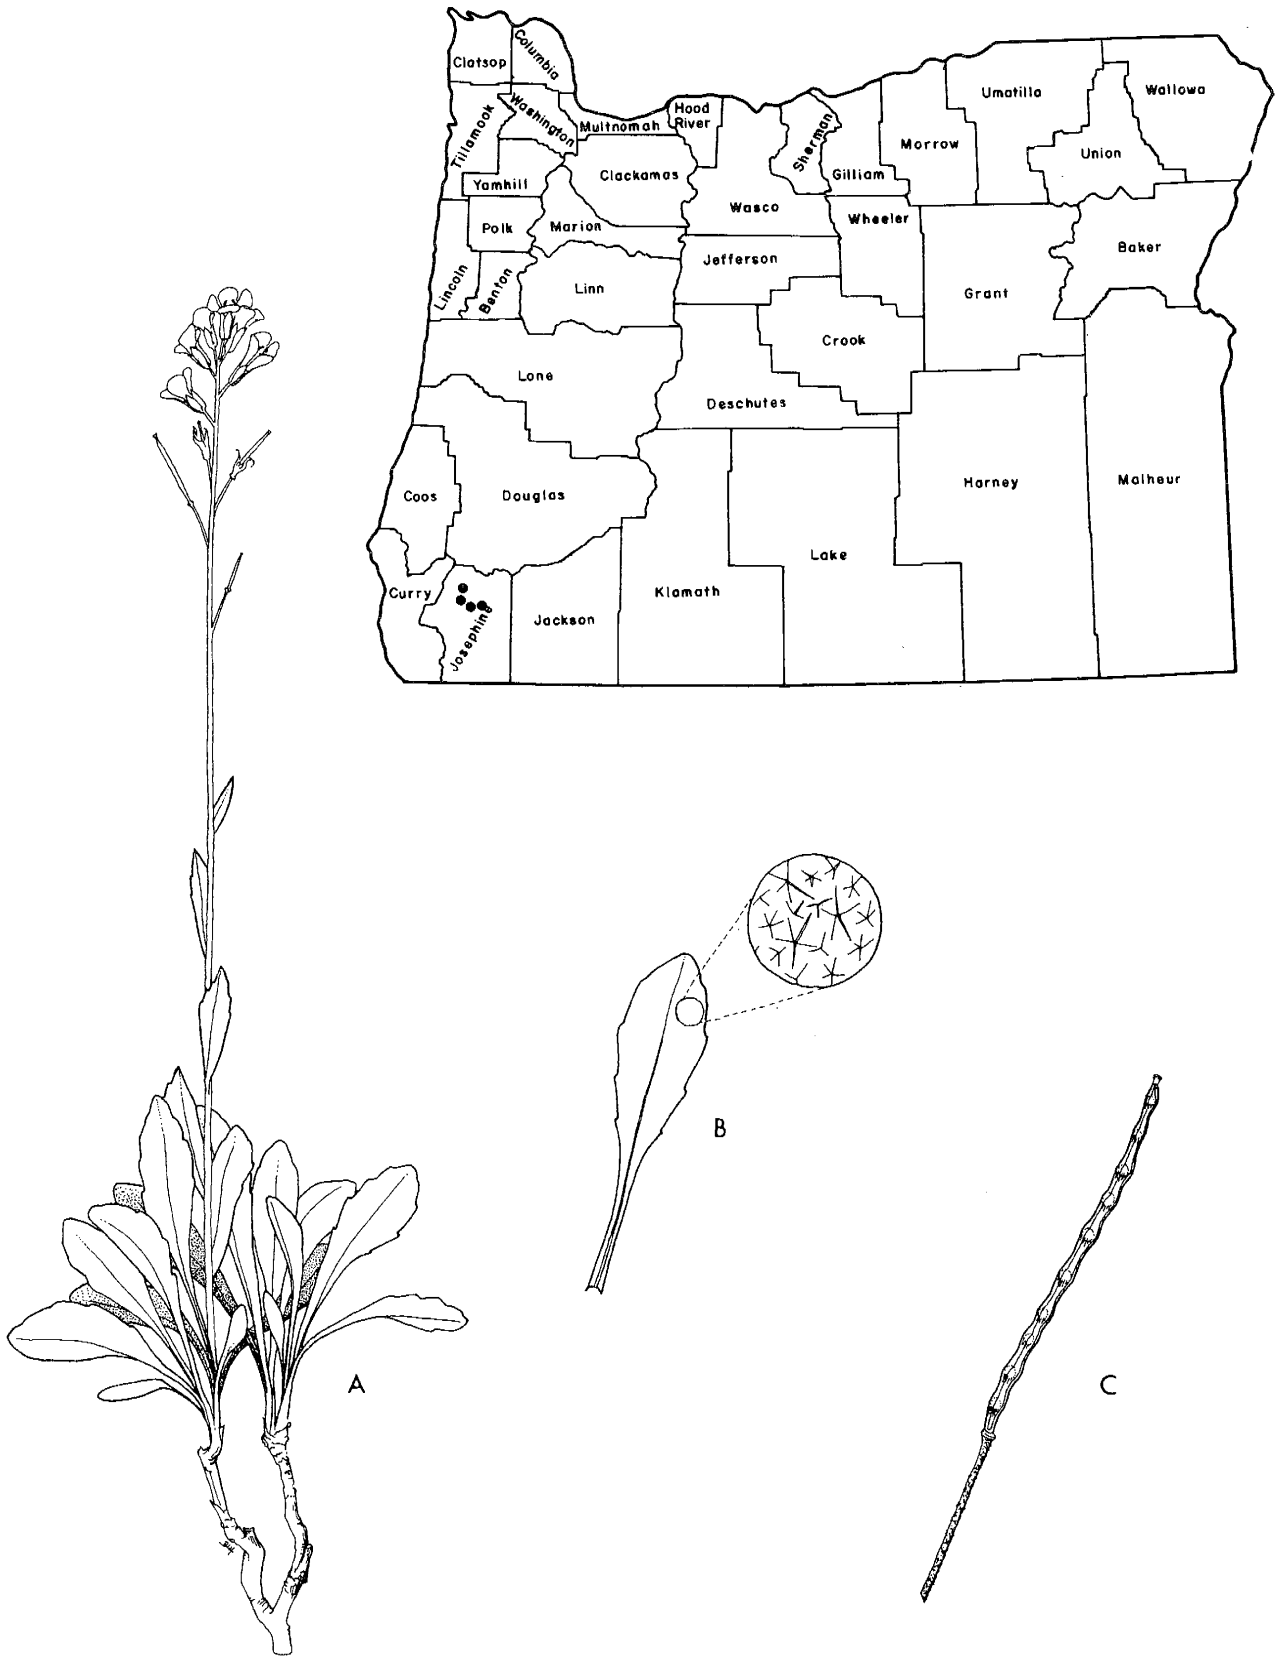 Clatsop
Columbia
Tillamook
Washington
Multnomah
Hood
River
Sherman
Gilliam
Morrow
Umatilla
Union
Wallowa
Yamhill
Clackamas
Wasco
Wheeler
Polk
Marion
Jefferson
Grant
Baker
Lincoln
Benton
Linn
Crook
Lane
Deschutes
Coos
Douglas
Harney
Malheur
Lake
Curry
Josephine
Jackson
Klamath
A
B
C